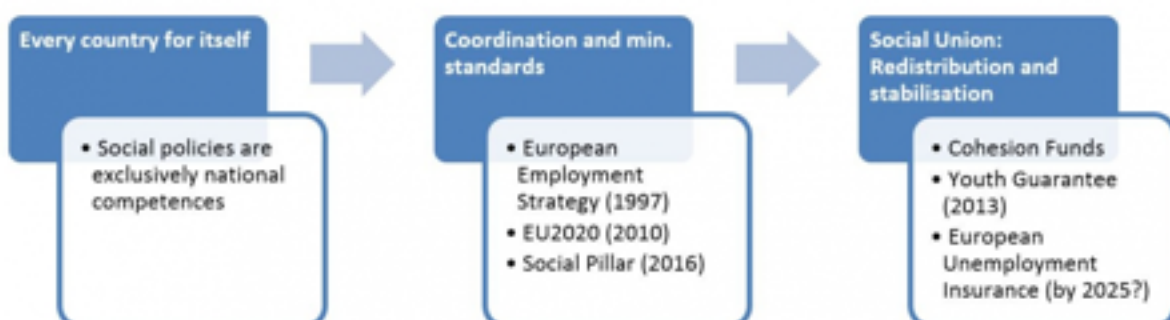 Every country for itself
• Social policies are
exclusively national
competences
Coordination and min.
standards
• European
Employment
Strategy (1997)
• EU2020 (2010)
• Social Pillar (2016)
Social Union:
Redistribution and
stabilisation
• Cohesion Funds
• Youth Guarantee
(2013)
• European
Unemployment
Insurance (by 2025?)